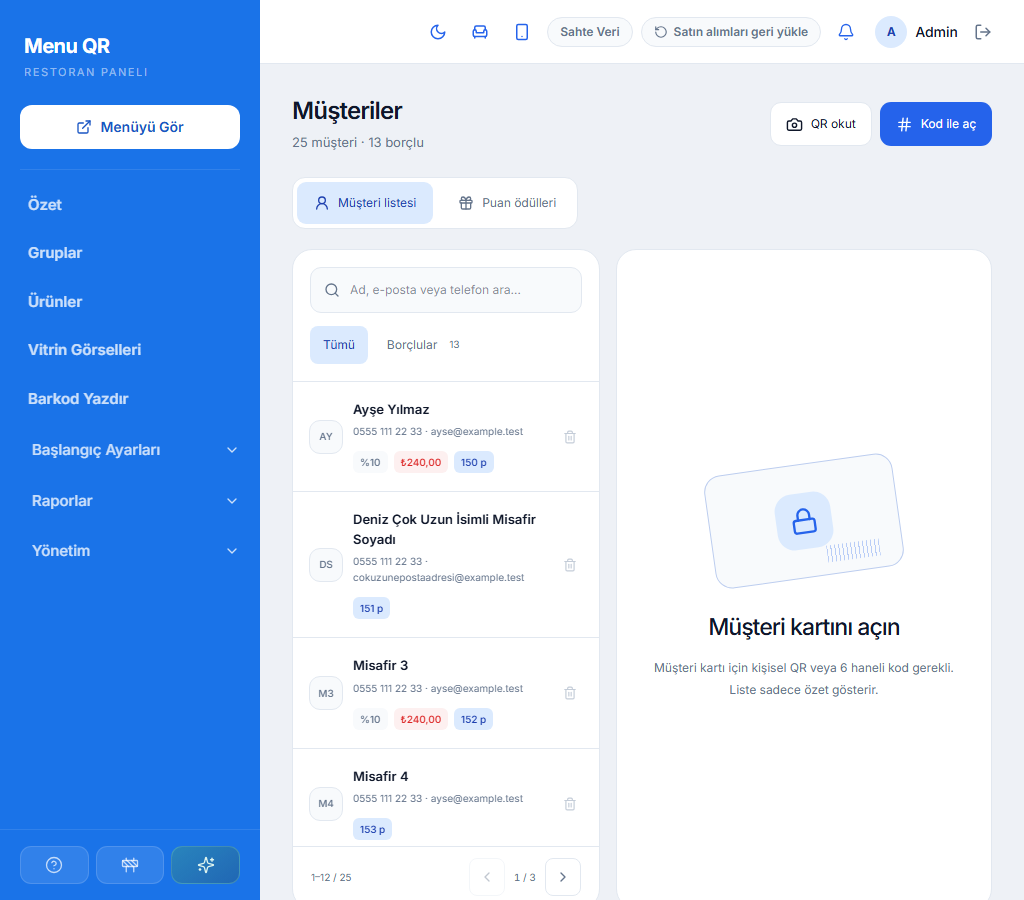 Menu QR
RESTORAN PANELI
Menüyü Gör
Özet
Gruplar
Ürünler
Vitrin Görselleri
Barkod Yazdır
Başlangıç Ayarları
Raporlar
Yönetim
Sahte Veri
Satın alımları geri yükle
A
Admin
Müşteriler
25 müşteri · 13 borçlu
QR okut
Kod ile aç
Müşteri listesi
Puan ödülleri
Ad, e-posta veya telefon ara...
Tümü
Borçlular 13
AY
Ayşe Yılmaz
0555 111 22 33 · ayse@example.test
%10 ₺240,00 150 p
DS
Deniz Çok Uzun İsimli Misafir
Soyadı
0555 111 22 33 ·
cokuzunepostaadresi@example.test
151 p
M3
Misafir 3
0555 111 22 33 · ayse@example.test
%10 ₺240,00 152 p
M4
Misafir 4
0555 111 22 33 · ayse@example.test
153 p
1–12 / 25
1 / 3
Müşteri kartını açın
Müşteri kartı için kişisel QR veya 6 haneli kod gerekli.
Liste sadece özet gösterir.